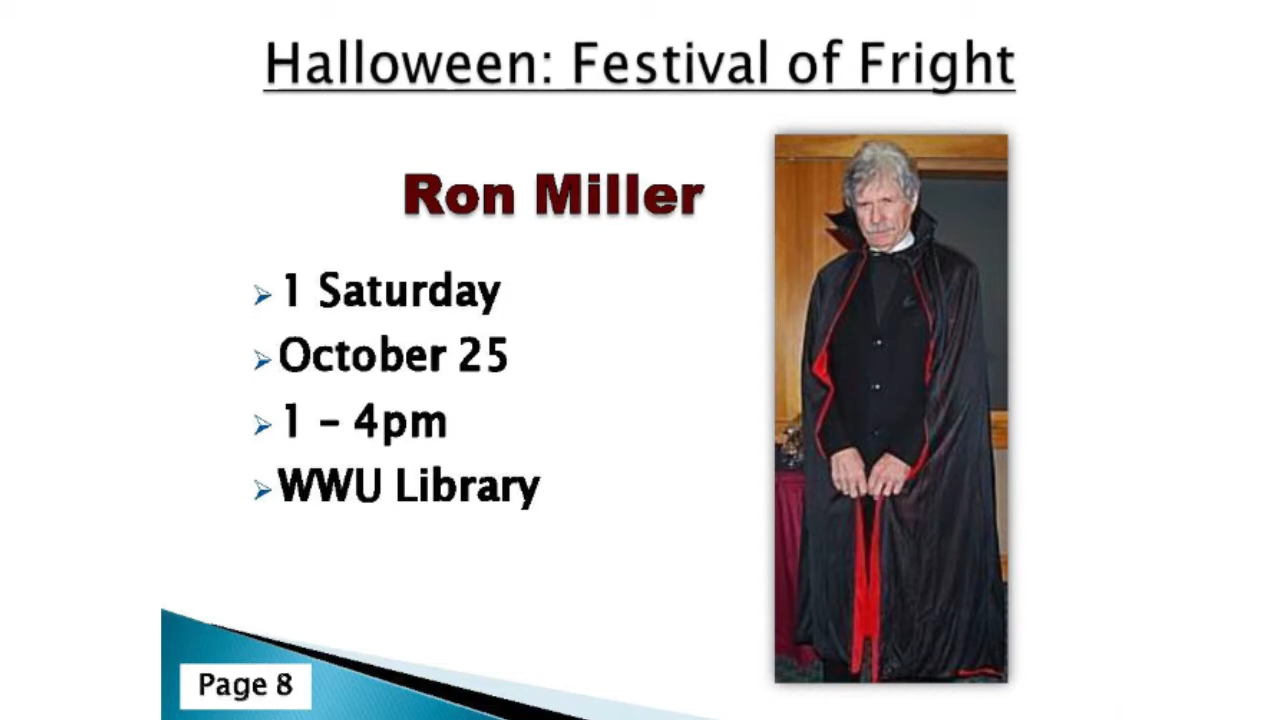 Halloween: Festival of Fright
Ron Miller
1 Saturday
October 25
1 – 4pm
WWU Library
Page 8